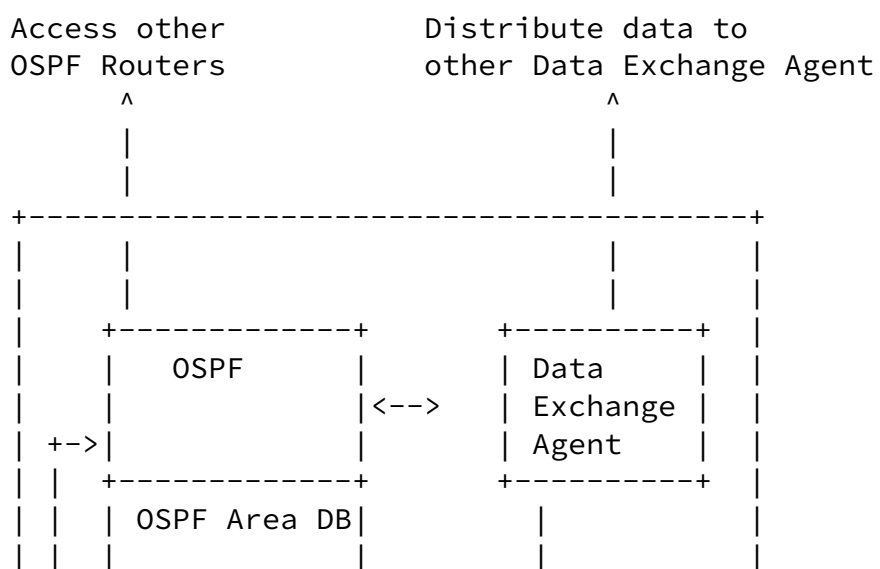 Access other                Distribute data to
OSPF Routers                other Data Exchange Agent
OSPF                Data
<-->                Exchange
+->                Agent
OSPF Area DB